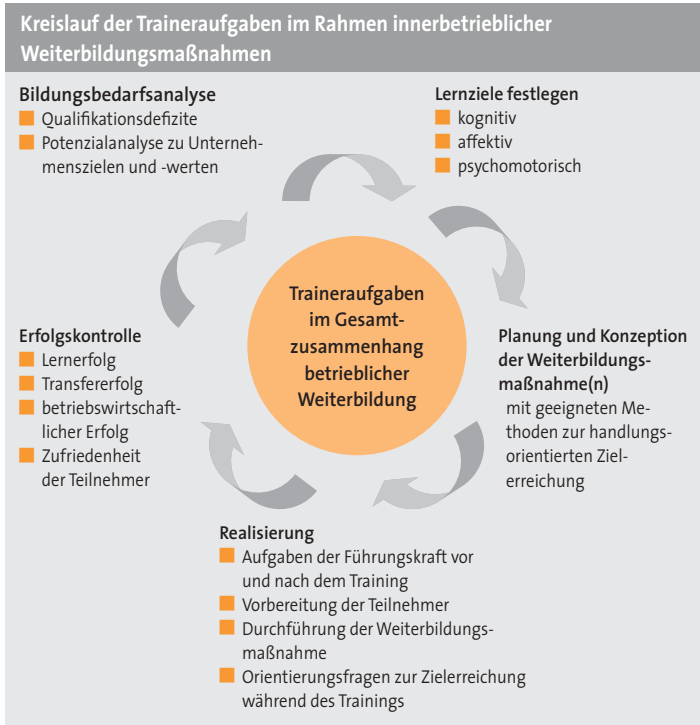 Kreislauf der Traineraufgaben im Rahmen innerbetrieblicher
Weiterbildungsmaßnahmen
Bildungsbedarfsanalyse
Qualifikationsdefizite
Potenzialanalyse zu Unterneh-
menszielen und -werten
Lernziele festlegen
kognitiv
affektiv
psychomotorisch
Traineraufgaben
im Gesamt-
zusammenhang
betrieblicher
Weiterbildung
Planung und Konzeption
der Weiterbildungs-
maßnahme(n)
mit geeigneten Me-
thoden zur handlungs-
orientierten Ziel-
erreichung
Realisierung
Aufgaben der Führungskraft vor
und nach dem Training
Vorbereitung der Teilnehmer
Durchführung der Weiterbildungs-
maßnahme
Orientierungsfragen zur Zielerreichung
während des Trainings
Erfolgskontrolle
Lernerfolg
Transfererfolg
betriebswirtschaft-
licher Erfolg
Zufriedenheit
der Teilnehmer